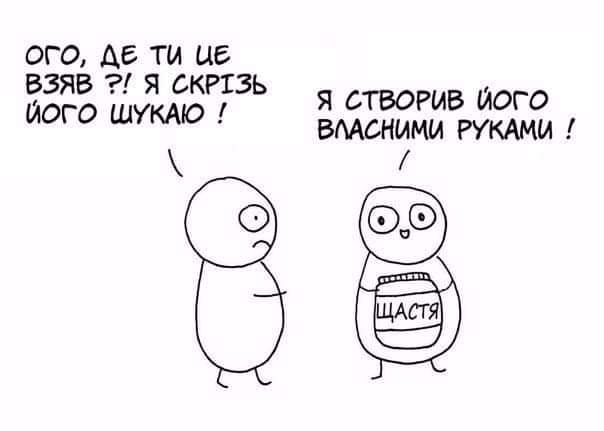 ОГО, ДЕ ТИ ЦЕ
ВЗЯВ ?! Я СКРІЗЬ
ЙОГО ШУКАЮ !
Я СТВОРИВ ЙОГО
ВЛАСНИМИ РУКАМИ !
ЩАСТЯ